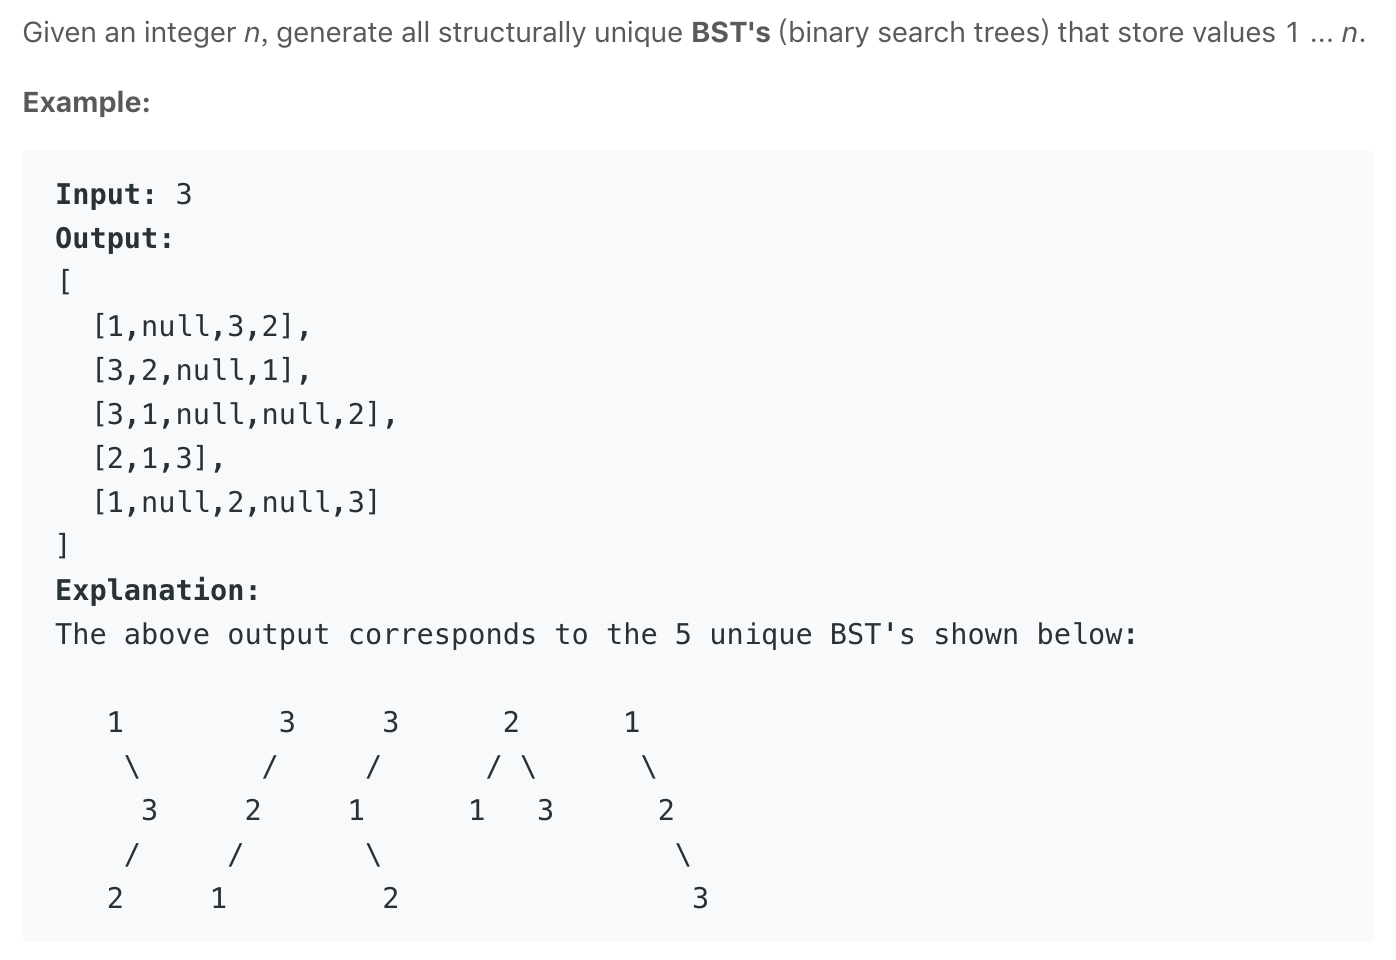 Given an integer n, generate all structurally unique BST's (binary search trees) that store values 1 ... n.
Example:
Input: 3
Output:
[
  [1,null,3,2],
  [3,2,null,1],
  [3,1,null,null,2],
  [2,1,3],
  [1,null,2,null,3]
]
Explanation:
The above output corresponds to the 5 unique BST's shown below:
   1         3     3      2      1
    \       /     /      / \      \
     3     2     1      1   3      2
    /     /       \                 \
   2     1         2                 3